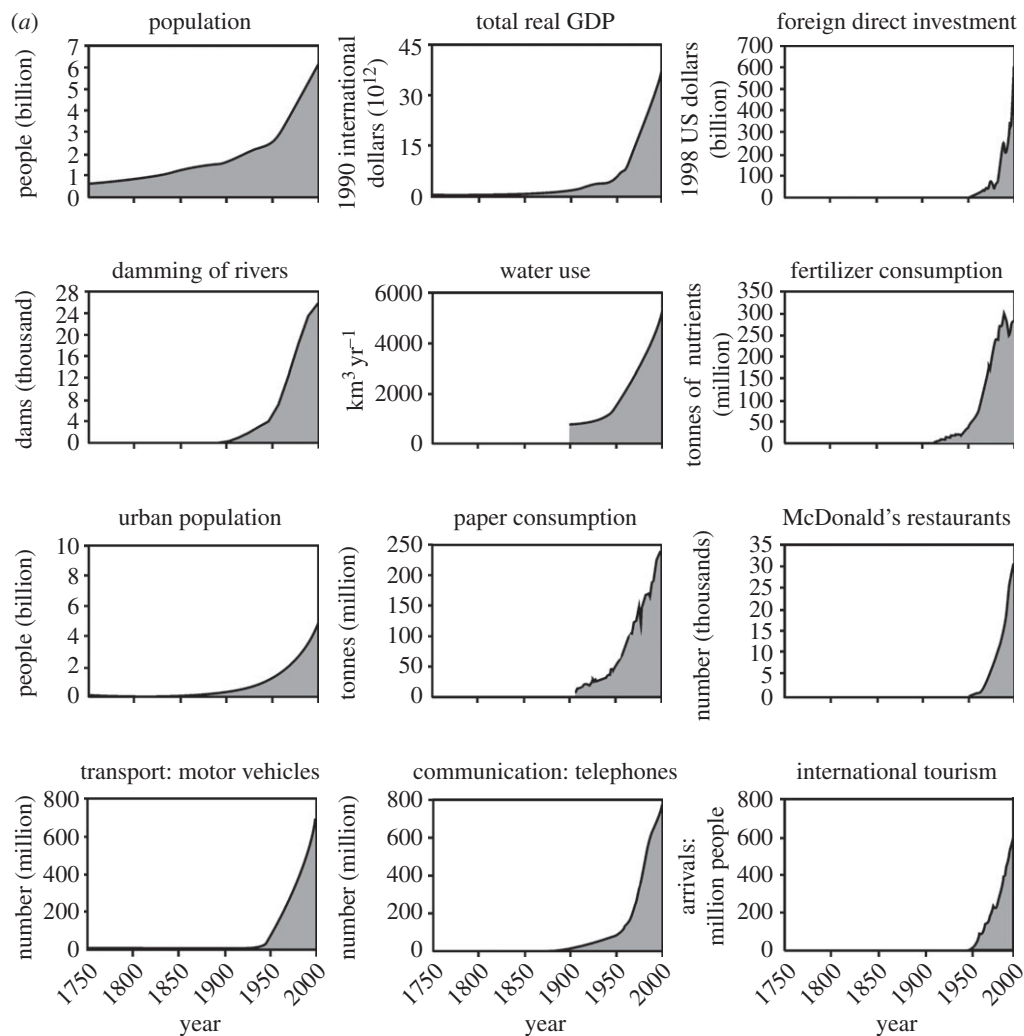 (a)
population
people (billion)
7
6
5
4
3
2
1
0
total real GDP
1990 international
dollars (10¹²)
45
30
15
0
foreign direct investment
1998 US dollars
(billion)
700
600
500
400
300
200
100
0
damming of rivers
dams (thousand)
28
24
20
16
12
8
4
0
water use
km³ yr⁻¹
6000
4000
2000
0
fertilizer consumption
tonnes of nutrients
(million)
350
300
250
200
150
100
50
0
urban population
people (billion)
10
8
6
4
2
0
paper consumption
tonnes (million)
250
200
150
100
50
0
McDonald's restaurants
number (thousands)
35
30
25
20
15
10
5
0
transport: motor vehicles
number (million)
800
600
400
200
0
1750 1800 1850 1900 1950 2000
year
communication: telephones
number (million)
800
600
400
200
0
1750 1800 1850 1900 1950 2000
year
international tourism
arrivals:
million people
800
600
400
200
0
1750 1800 1850 1900 1950 2000
year